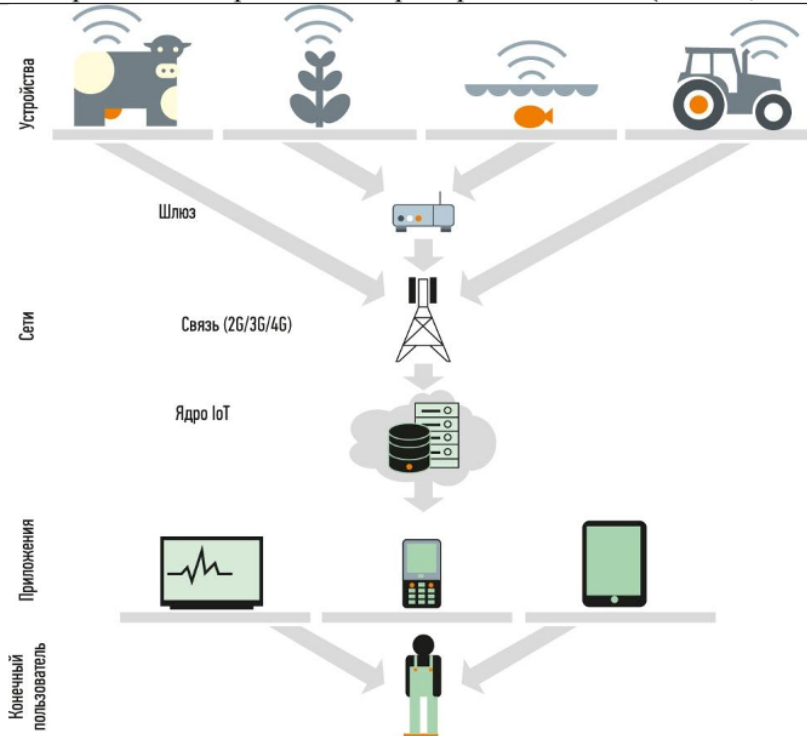 Устройства
Шлюз
Сети
Связь (2G/3G/4G)
Ядро IoT
Приложения
Конечный
пользователь